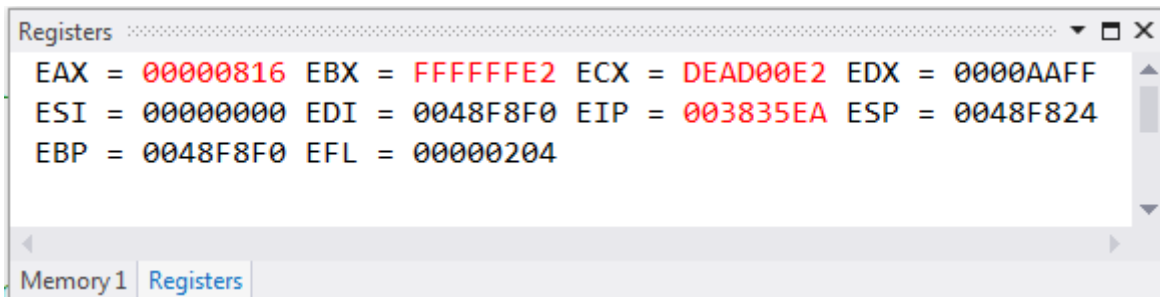 Registers
EAX = 00000816 EBX = FFFFFFE2 ECX = DEAD00E2 EDX = 0000AAFF
ESI = 00000000 EDI = 0048F8F0 EIP = 003835EA ESP = 0048F824
EBP = 0048F8F0 EFL = 00000204
Memory 1 Registers